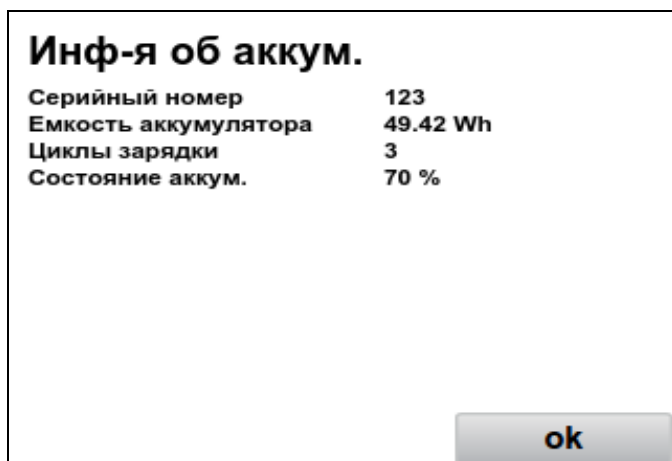 Инф-я об аккум.
Серийный номер 123
Емкость аккумулятора 49.42 Wh
Циклы зарядки 3
Состояние аккум. 70 %
ok